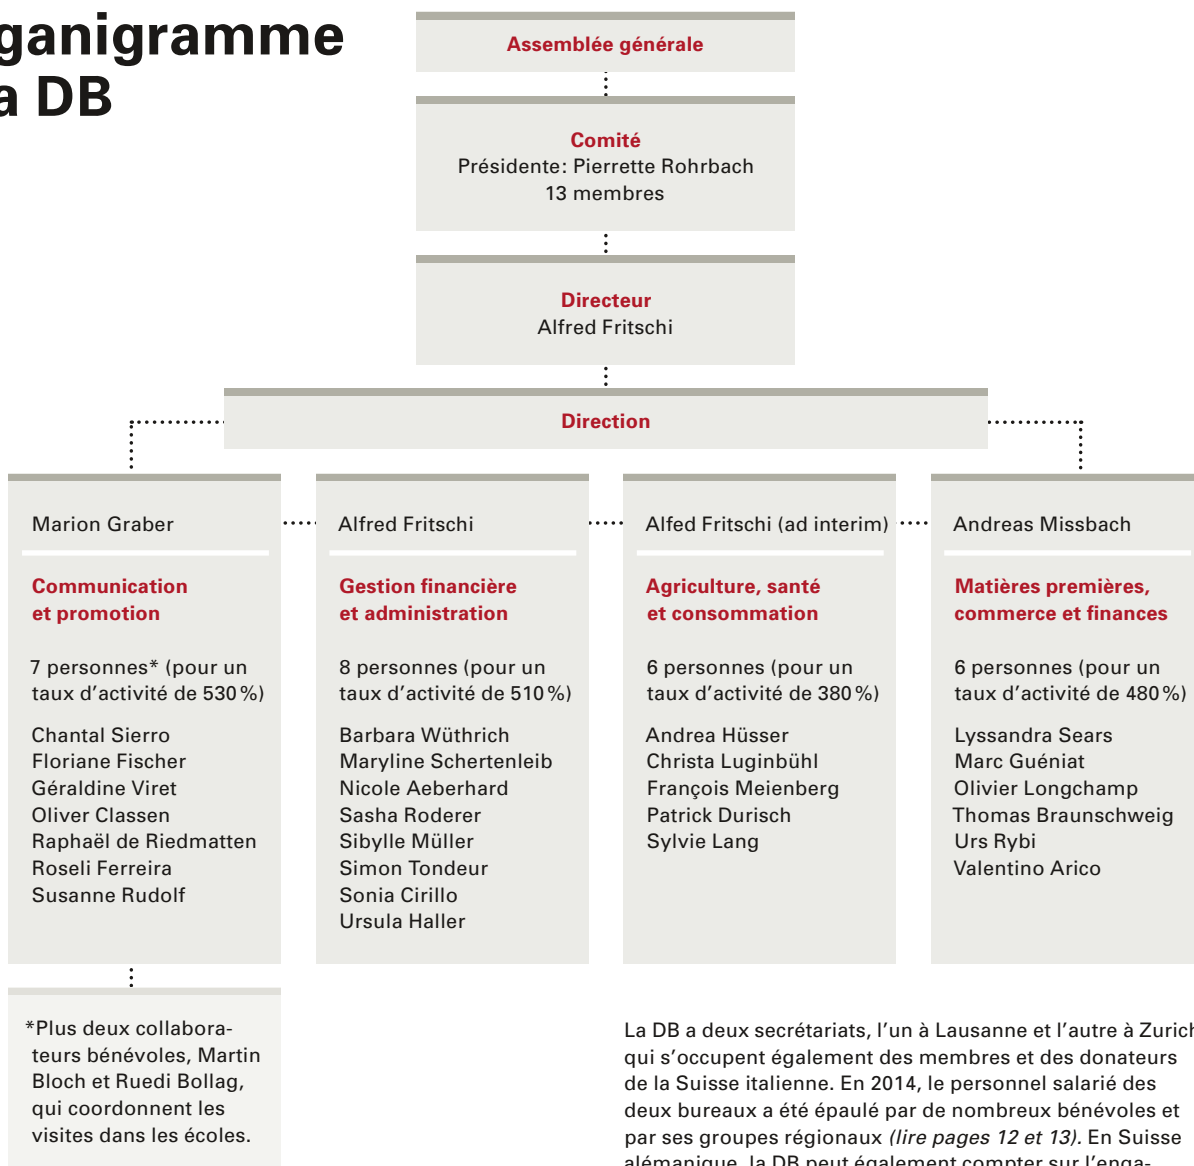 ganigramme
a DB
Assemblée générale
Comité
Présidente: Pierrette Rohrbach
13 membres
Directeur
Alfred Fritschi
Direction
Marion Graber
Communication
et promotion
7 personnes* (pour un
taux d'activité de 530 %)
Chantal Sierro
Floriane Fischer
Géraldine Viret
Oliver Classen
Raphaël de Riedmatten
Roseli Ferreira
Susanne Rudolf
*Plus deux collabora-
teurs bénévoles, Martin
Bloch et Ruedi Bollag,
qui coordonnent les
visites dans les écoles.
Alfred Fritschi
Gestion financière
et administration
8 personnes (pour un
taux d'activité de 510 %)
Barbara Wüthrich
Maryline Schertenleib
Nicole Aeberhard
Sasha Roderer
Sibylle Müller
Simon Tondeur
Sonia Cirillo
Ursula Haller
Alfed Fritschi (ad interim)
Agriculture, santé
et consommation
6 personnes (pour un
taux d'activité de 380 %)
Andrea Hüsser
Christa Luginbühl
François Meienberg
Patrick Durisch
Sylvie Lang
Andreas Missbach
Matières premières,
commerce et finances
6 personnes (pour un
taux d'activité de 480 %)
Lyssandra Sears
Marc Guéniat
Olivier Longchamp
Thomas Braunschweig
Urs Rybi
Valentino Arico
La DB a deux secrétariats, l'un à Lausanne et l'autre à Zurich
qui s'occupent également des membres et des donateurs
de la Suisse italienne. En 2014, le personnel salarié des
deux bureaux a été épaulé par de nombreux bénévoles et
par ses groupes régionaux (lire pages 12 et 13). En Suisse
alémanique, la DB peut également compter sur l'enga-